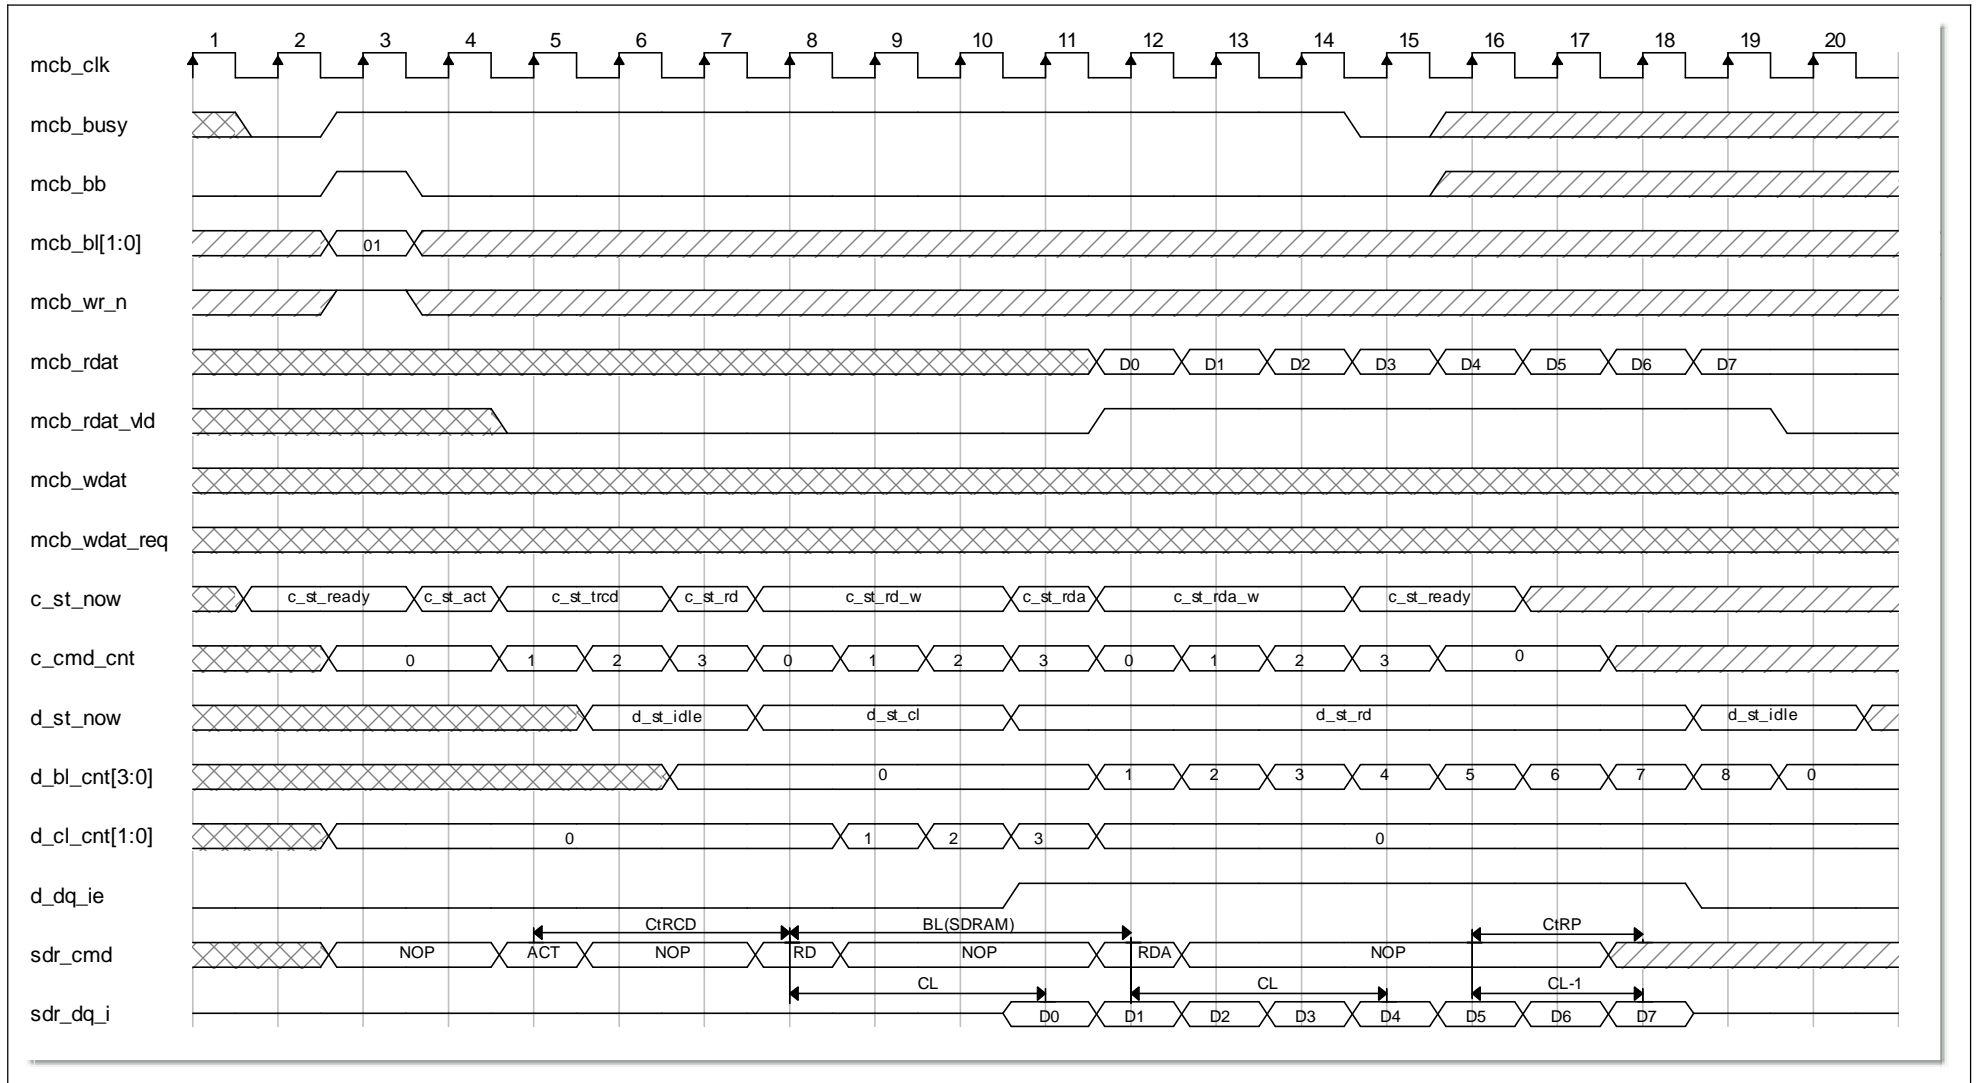 1 2 3 4 5 6 7 8 9 10 11 12 13 14 15 16 17 18 19 20
mcb_clk
mcb_busy
mcb_bb
mcb_bl[1:0] 01
mcb_wr_n
mcb_rdat D0 D1 D2 D3 D4 D5 D6 D7
mcb_rdat_vld
mcb_wdat
mcb_wdat_req
c_st_now c_st_ready c_st_act c_st_trcd c_st_rd c_st_rd_w c_st_rda c_st_rda_w c_st_ready
c_cmd_cnt 0 1 2 3 0 1 2 3 0 1 2 3 0
d_st_now d_st_idle d_st_cl d_st_rd d_st_idle
d_bl_cnt[3:0] 0 1 2 3 4 5 6 7 8 0
d_cl_cnt[1:0] 0 1 2 3 0
d_dq_ie
CtRCD BL(SDRAM) CtRP
sdr_cmd NOP ACT NOP RD NOP RDA NOP
CL CL CL-1
sdr_dq_i D0 D1 D2 D3 D4 D5 D6 D7